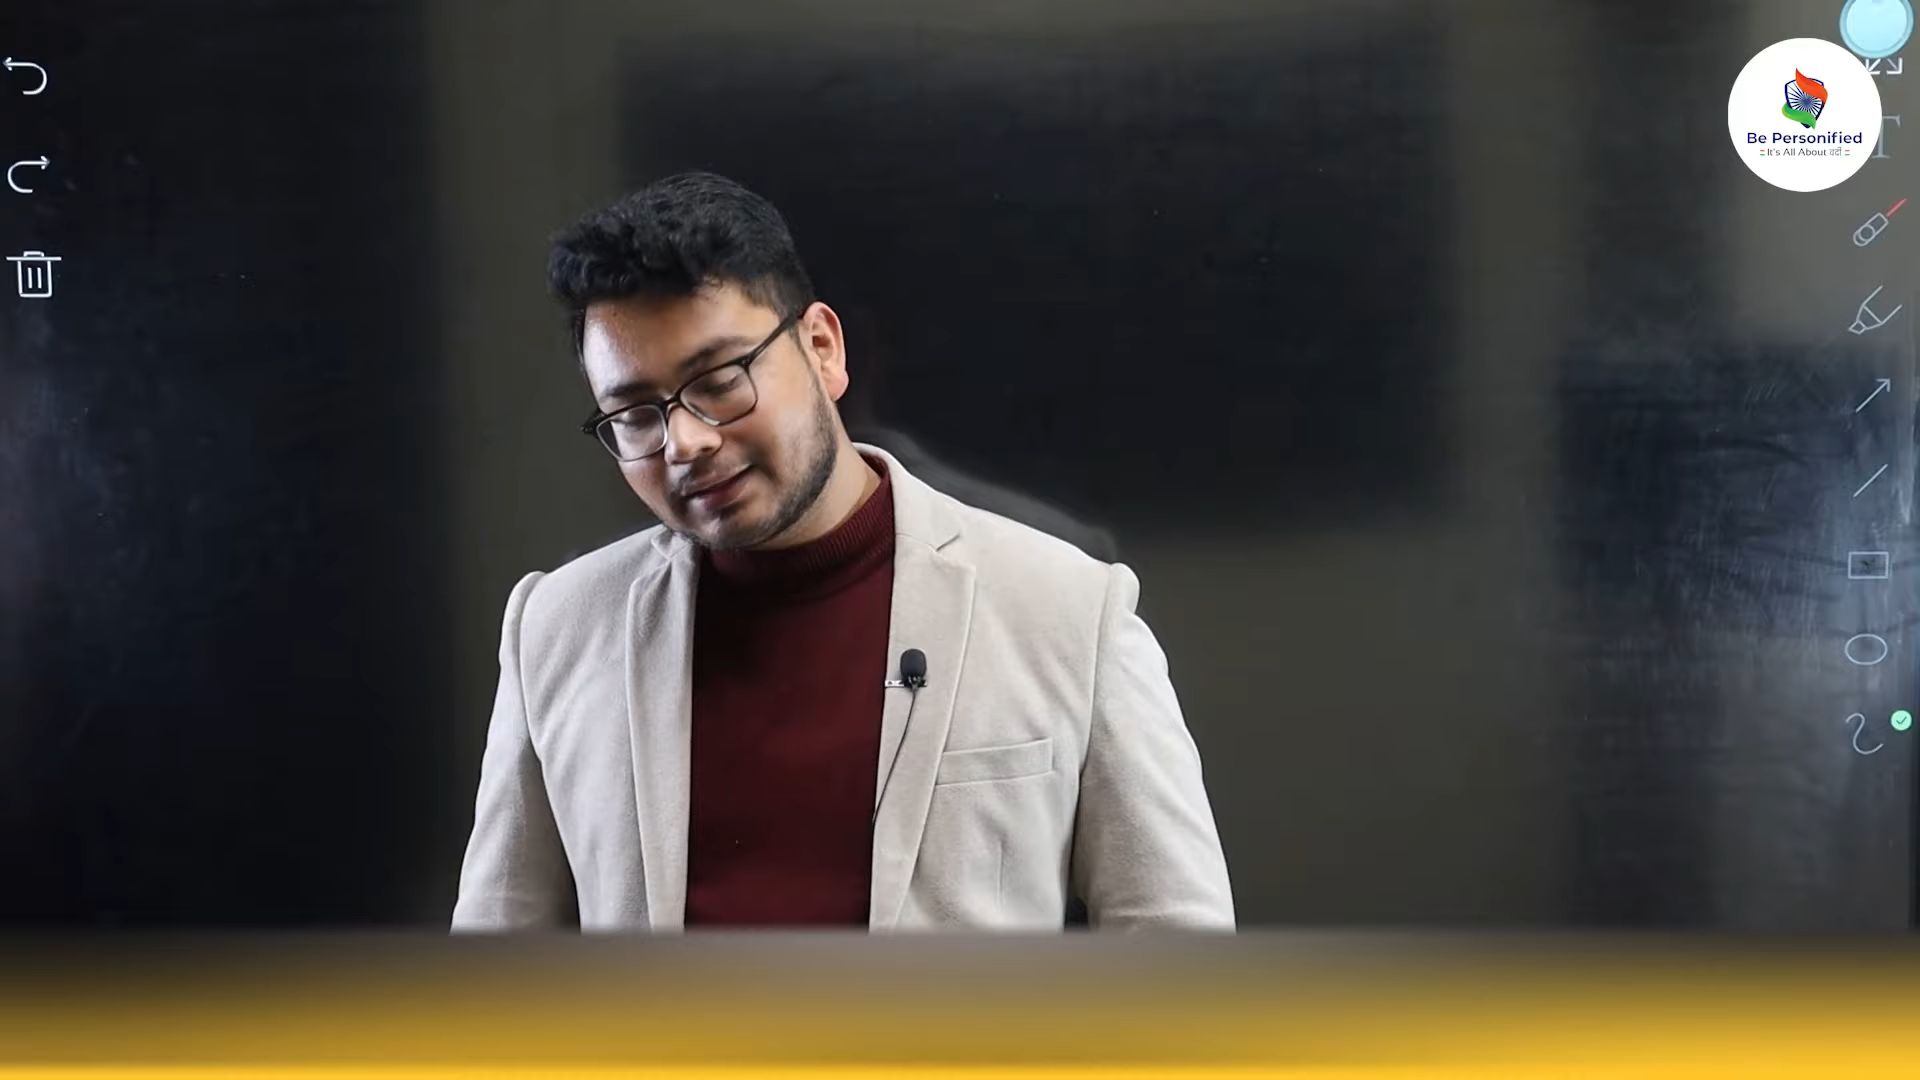 Be Personified
:: It's All About वर्दी ::
T